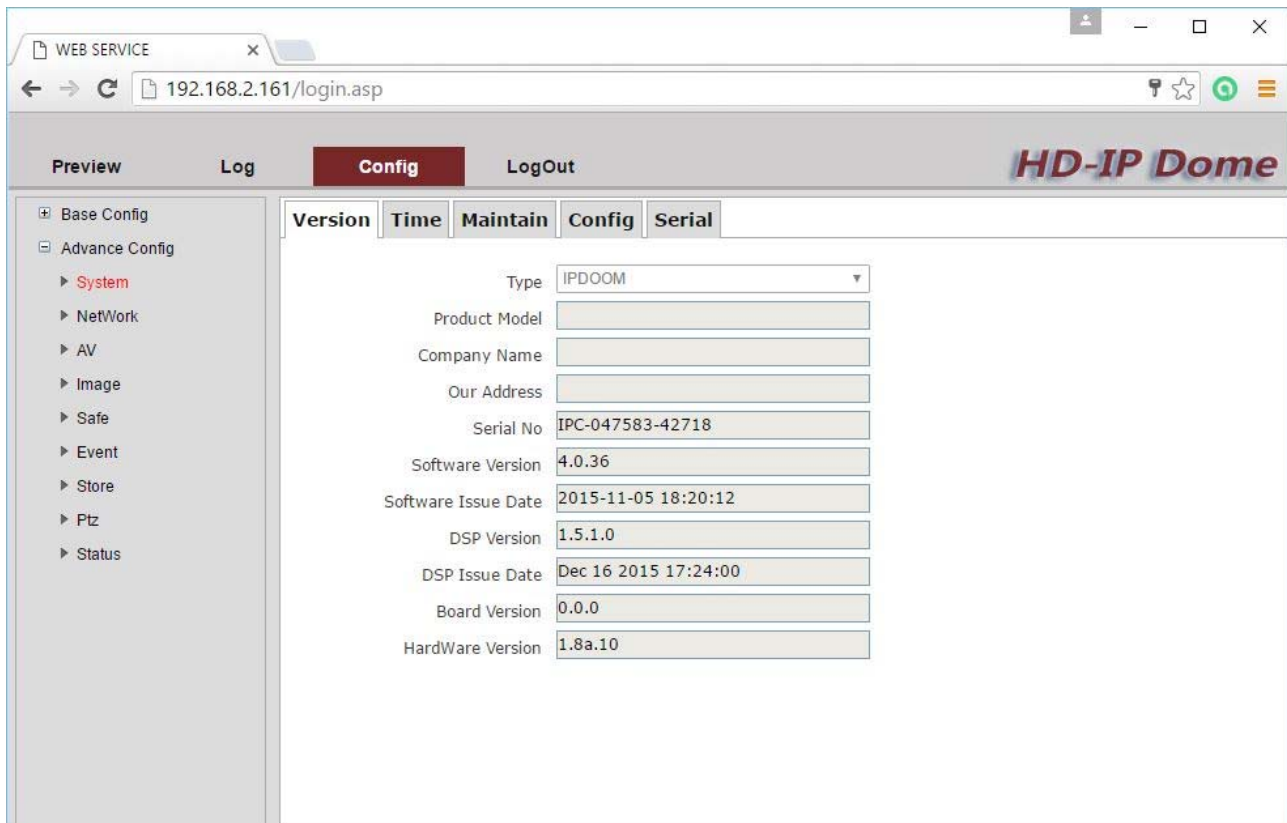 WEB SERVICE
192.168.2.161/login.asp
Preview Log Config LogOut HD-IP Dome
Base Config
Advance Config
System
NetWork
AV
Image
Safe
Event
Store
Ptz
Status
Version Time Maintain Config Serial
Type IPDOOM
Product Model
Company Name
Our Address
Serial No IPC-047583-42718
Software Version 4.0.36
Software Issue Date 2015-11-05 18:20:12
DSP Version 1.5.1.0
DSP Issue Date Dec 16 2015 17:24:00
Board Version 0.0.0
HardWare Version 1.8a.10